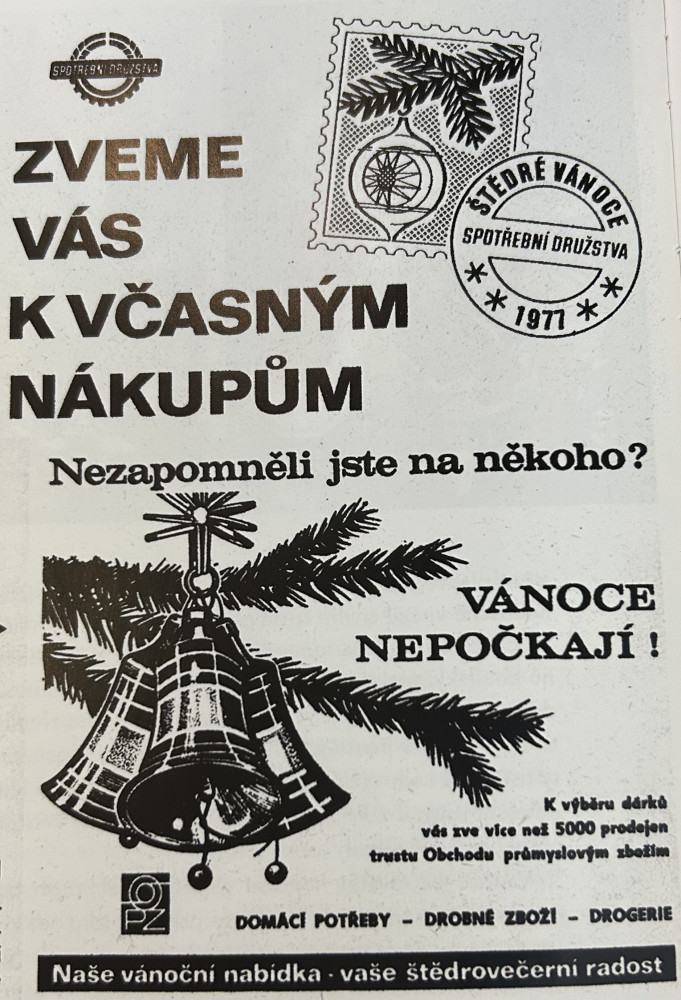 SPOTŘEBNÍ DRUŽSTVA
ZVEME
VÁS
K VČASNÝM
NÁKUPŮM
ŠTĚDRÉ VÁNOCE
SPOTŘEBNÍ DRUŽSTVA
1977
Nezapomněli jste na někoho?
VÁNOCE
NEPOČKAJÍ !
K výběru dárků
vás zve více než 5000 prodejen
trustu Obchodu průmyslovým zbožím
OPZ
DOMÁCÍ POTŘEBY – DROBNÉ ZBOŽÍ – DROGERIE
Naše vánoční nabídka · vaše štědrovečerní radost